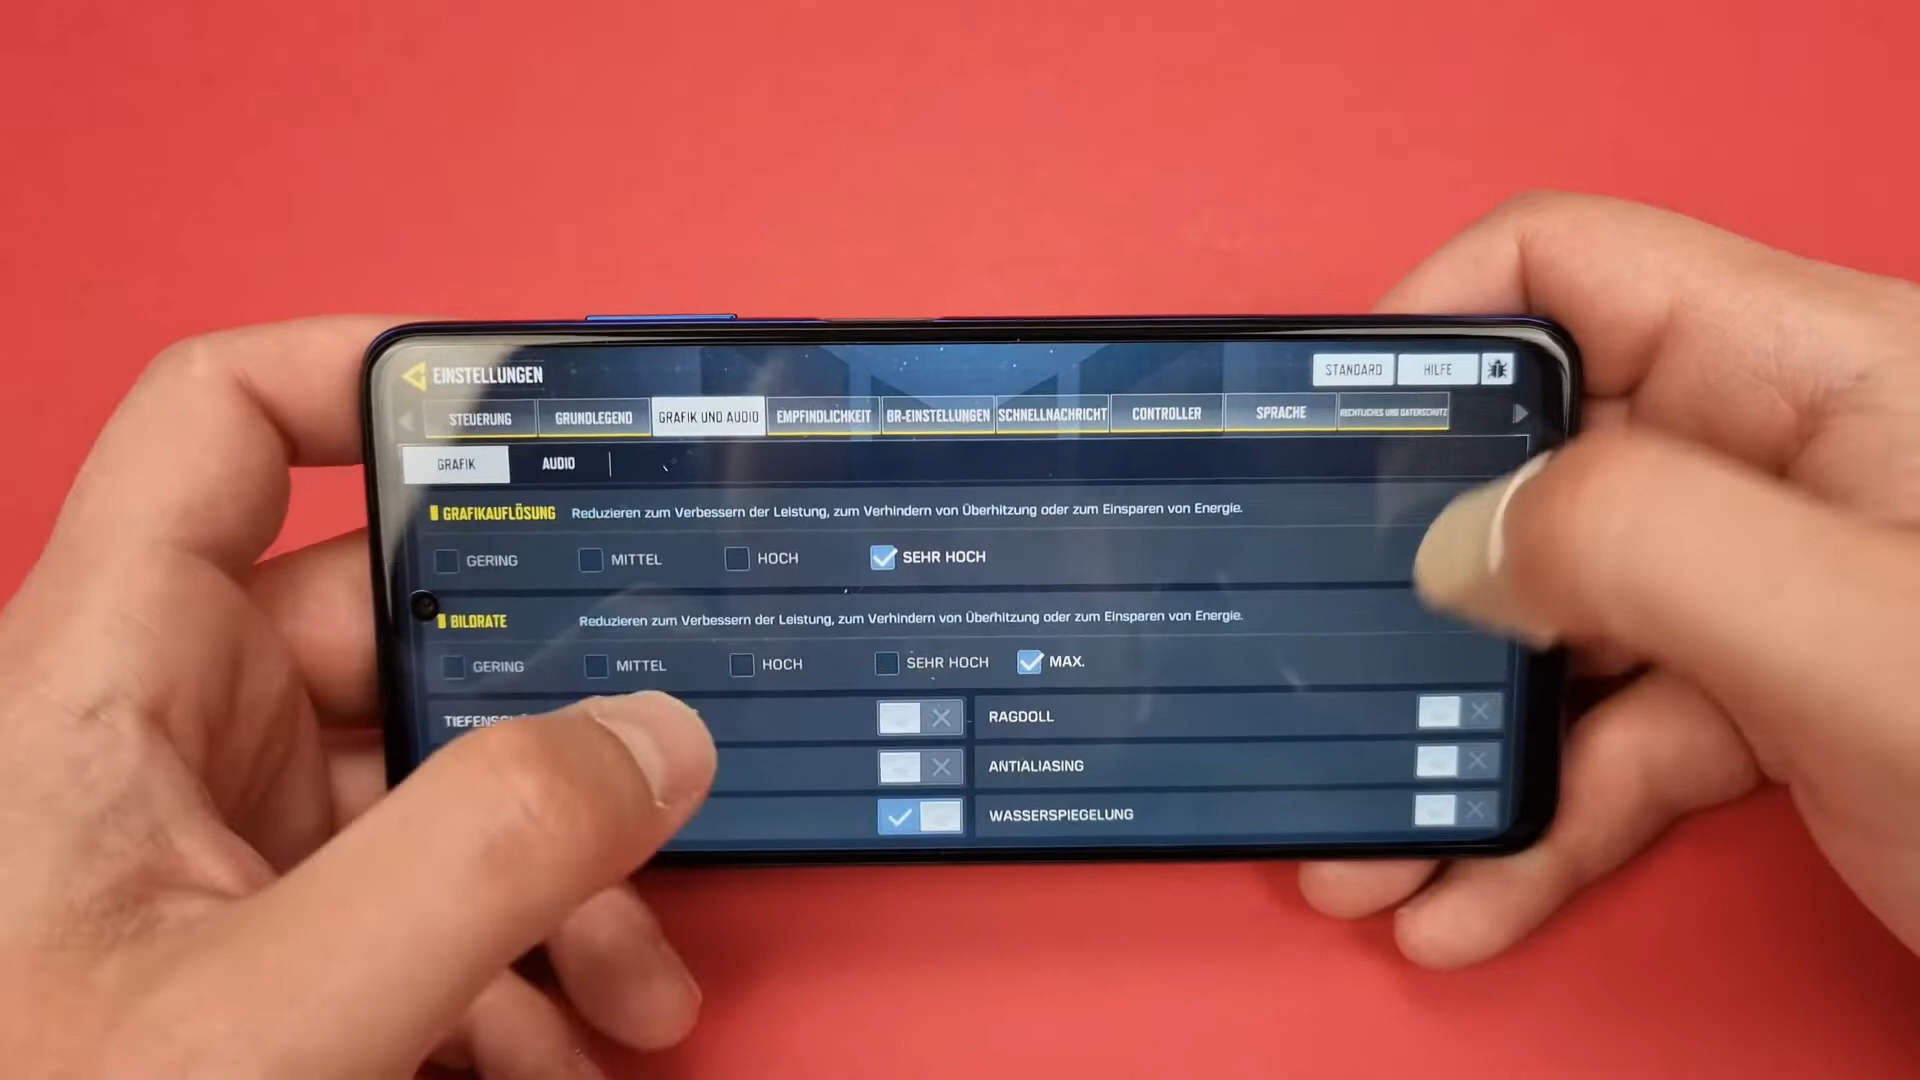 EINSTELLUNGEN
STANDARD
HILFE
STEUERUNG
GRUNDLEGEND
GRAFIK UND AUDIO
EMPFINDLICHKEIT
BR-EINSTELLUNGEN
SCHNELLNACHRICHT
CONTROLLER
SPRACHE
RECHTLICHES UND DATENSCHUTZ
GRAFIK
AUDIO
GRAFIKAUFLÖSUNG
Reduzieren zum Verbessern der Leistung, zum Verhindern von Überhitzung oder zum Einsparen von Energie.
GERING
MITTEL
HOCH
SEHR HOCH
BILDRATE
Reduzieren zum Verbessern der Leistung, zum Verhindern von Überhitzung oder zum Einsparen von Energie.
GERING
MITTEL
HOCH
SEHR HOCH
MAX.
RAGDOLL
ANTIALIASING
WASSERSPIEGELUNG